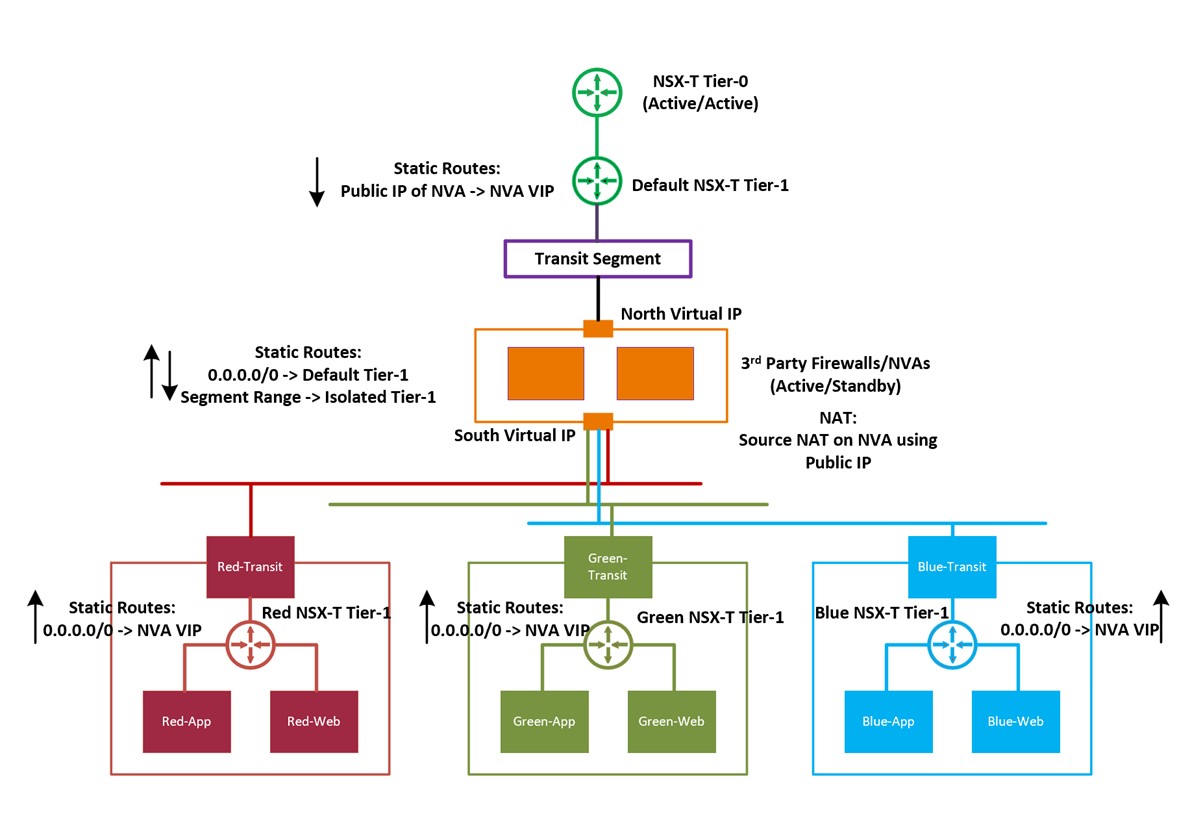 NSX-T Tier-0
(Active/Active)
Static Routes:
Public IP of NVA -> NVA VIP
Default NSX-T Tier-1
Transit Segment
North Virtual IP
Static Routes:
0.0.0.0/0 -> Default Tier-1
Segment Range -> Isolated Tier-1
3rd Party Firewalls/NVAs
(Active/Standby)
NAT:
Source NAT on NVA using
Public IP
South Virtual IP
Red-Transit
Green-
Transit
Blue-Transit
Static Routes:
0.0.0.0/0 -> NVA VIP
Red NSX-T Tier-1
Static Routes:
0.0.0.0/0 -> NVA VIP
Green NSX-T Tier-1
Blue NSX-T Tier-1
Static Routes:
0.0.0.0/0 -> NVA VIP
Red-App
Red-Web
Green-App
Green-Web
Blue-App
Blue-Web